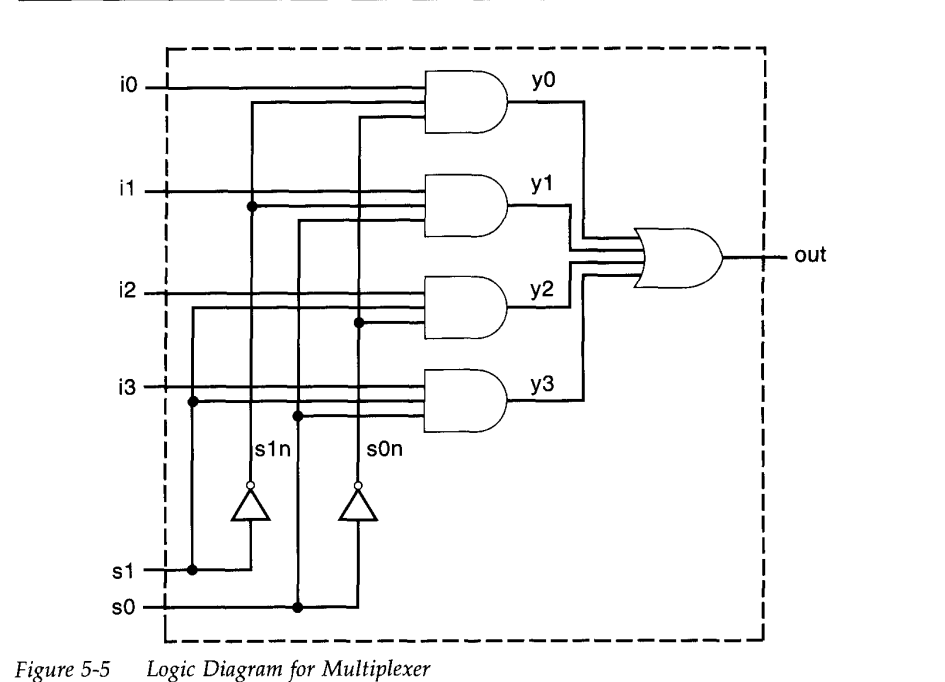 i0
y0
i1
y1
out
i2
y2
i3
y3
s1n
s0n
s1
s0
Figure 5-5 Logic Diagram for Multiplexer